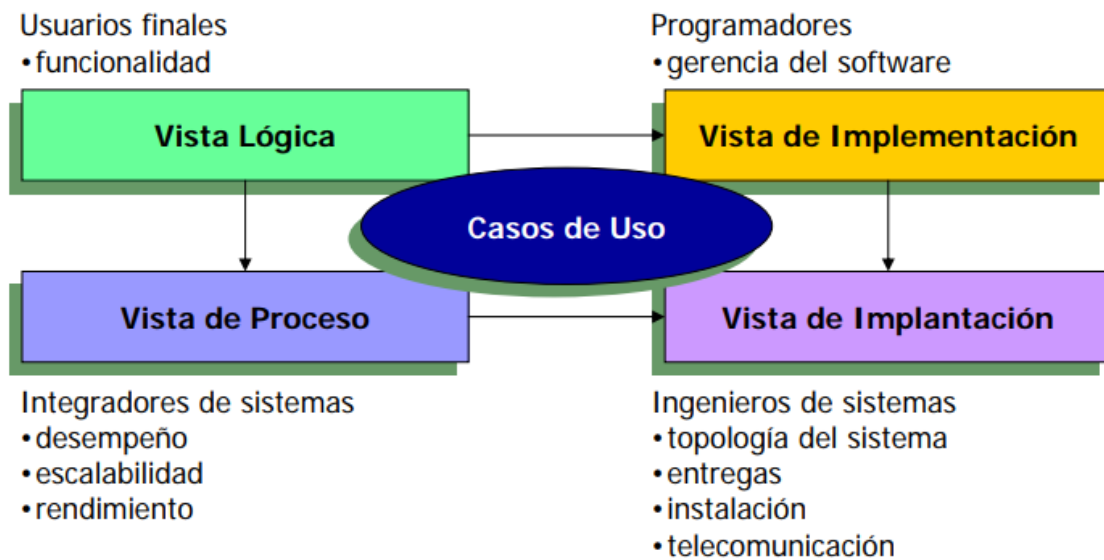 Usuarios finales
•funcionalidad
Programadores
•gerencia del software
Vista Lógica
Vista de Implementación
Casos de Uso
Vista de Proceso
Vista de Implantación
Integradores de sistemas
•desempeño
•escalabilidad
•rendimiento
Ingenieros de sistemas
•topología del sistema
•entregas
•instalación
•telecomunicación